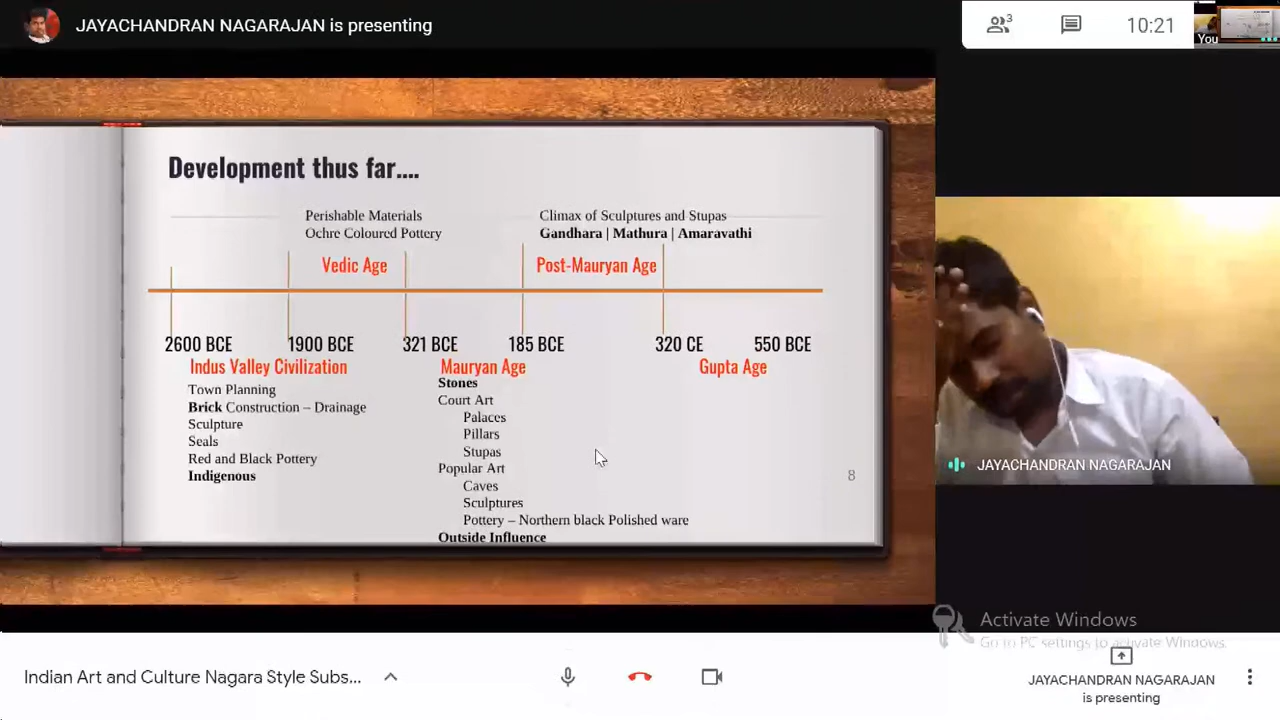 JAYACHANDRAN NAGARAJAN is presenting
3
10:21
You
Development thus far....
Perishable Materials
Ochre Coloured Pottery
Climax of Sculptures and Stupas
Gandhara | Mathura | Amaravathi
Vedic Age
Post-Mauryan Age
2600 BCE
1900 BCE
321 BCE
185 BCE
320 CE
550 BCE
Indus Valley Civilization
Mauryan Age
Gupta Age
Town Planning
Brick Construction – Drainage
Sculpture
Seals
Red and Black Pottery
Indigenous
Stones
Court Art
Palaces
Pillars
Stupas
Popular Art
Caves
Sculptures
Pottery – Northern black Polished ware
Outside Influence
8
JAYACHANDRAN NAGARAJAN
Activate Windows
Go to PC settings to activate Windows.
Indian Art and Culture Nagara Style Subs...
JAYACHANDRAN NAGARAJAN
is presenting